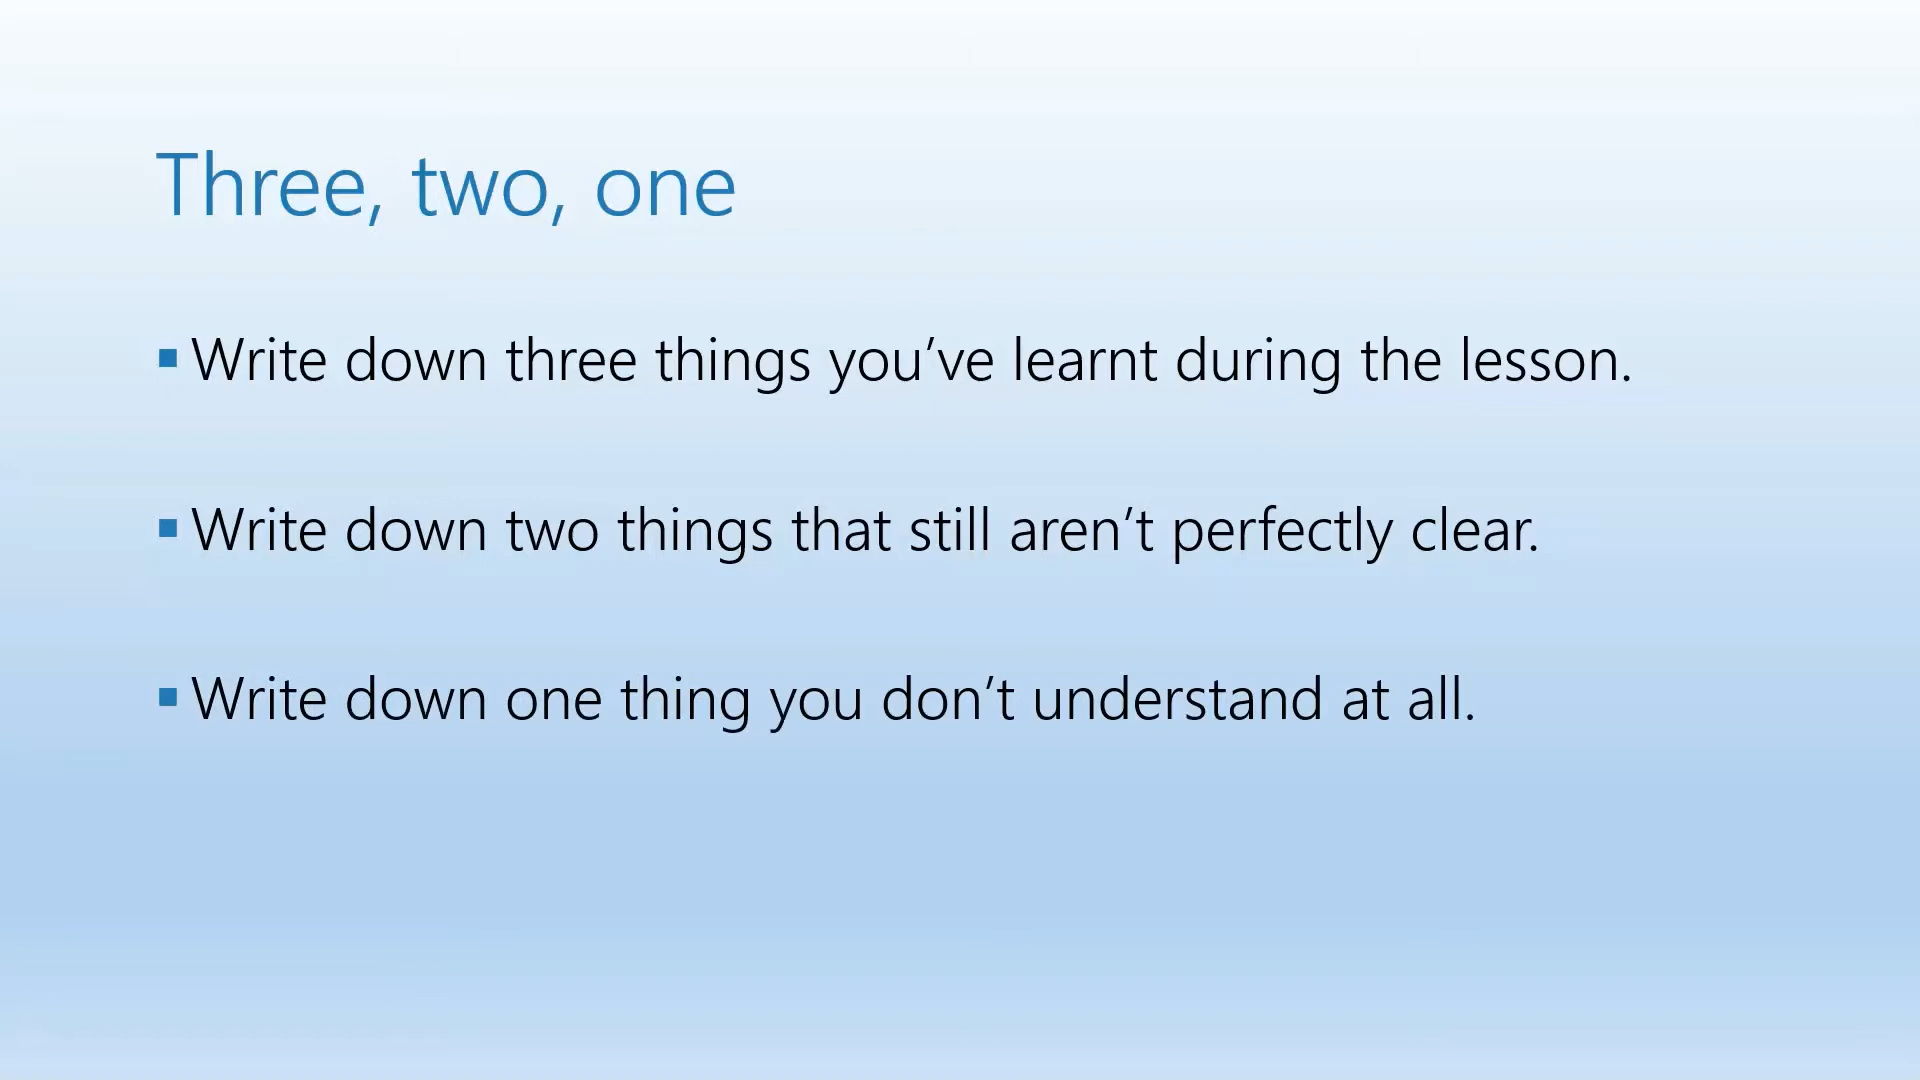 Three, two, one
Write down three things you’ve learnt during the lesson.
Write down two things that still aren’t perfectly clear.
Write down one thing you don’t understand at all.